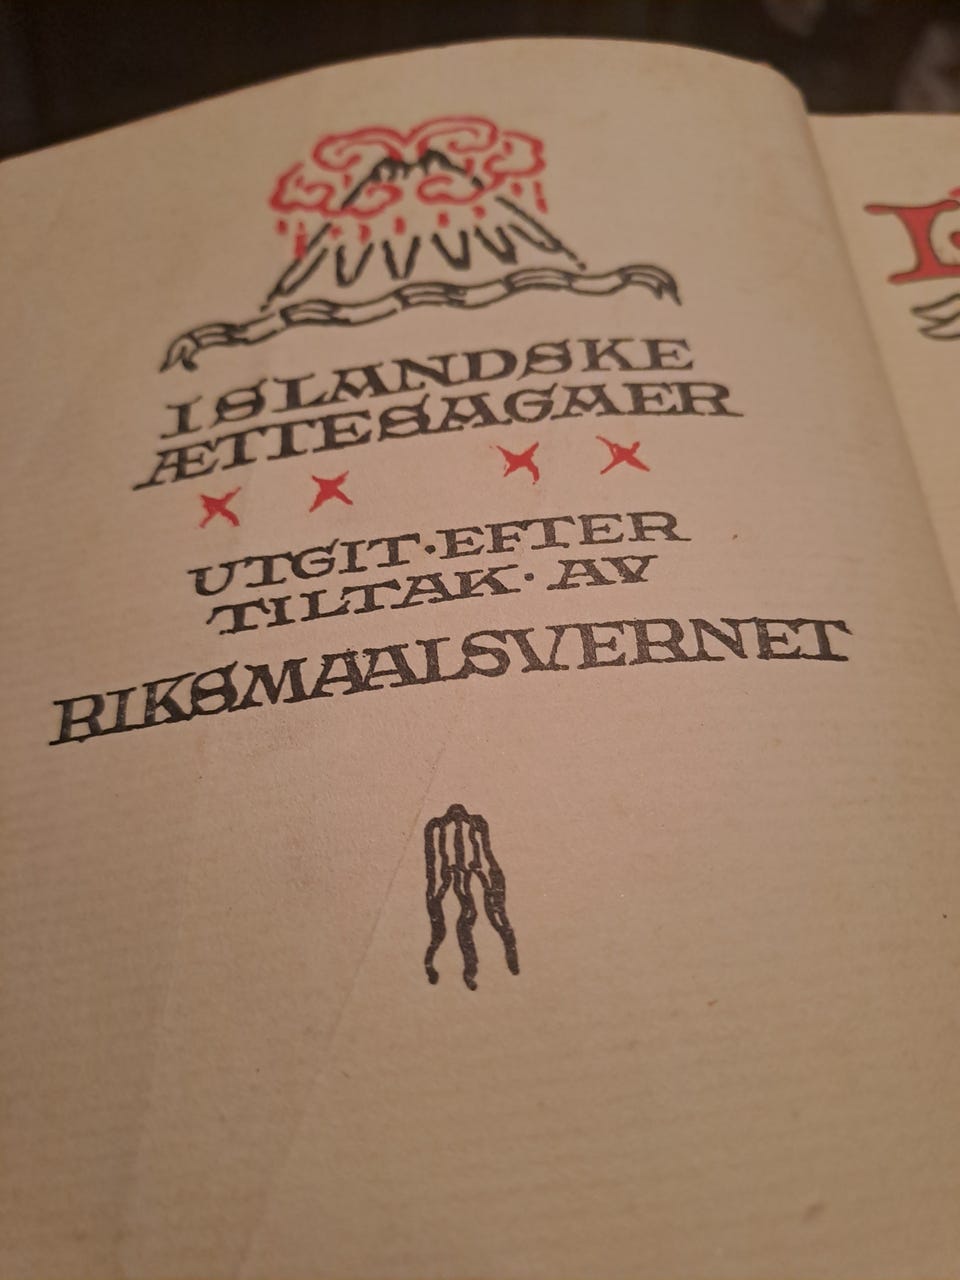 ISLANDSKE
ÆTTESAGAER
UTGIT·EFTER
TILTAK·AV
RIKSMAALSVERNET